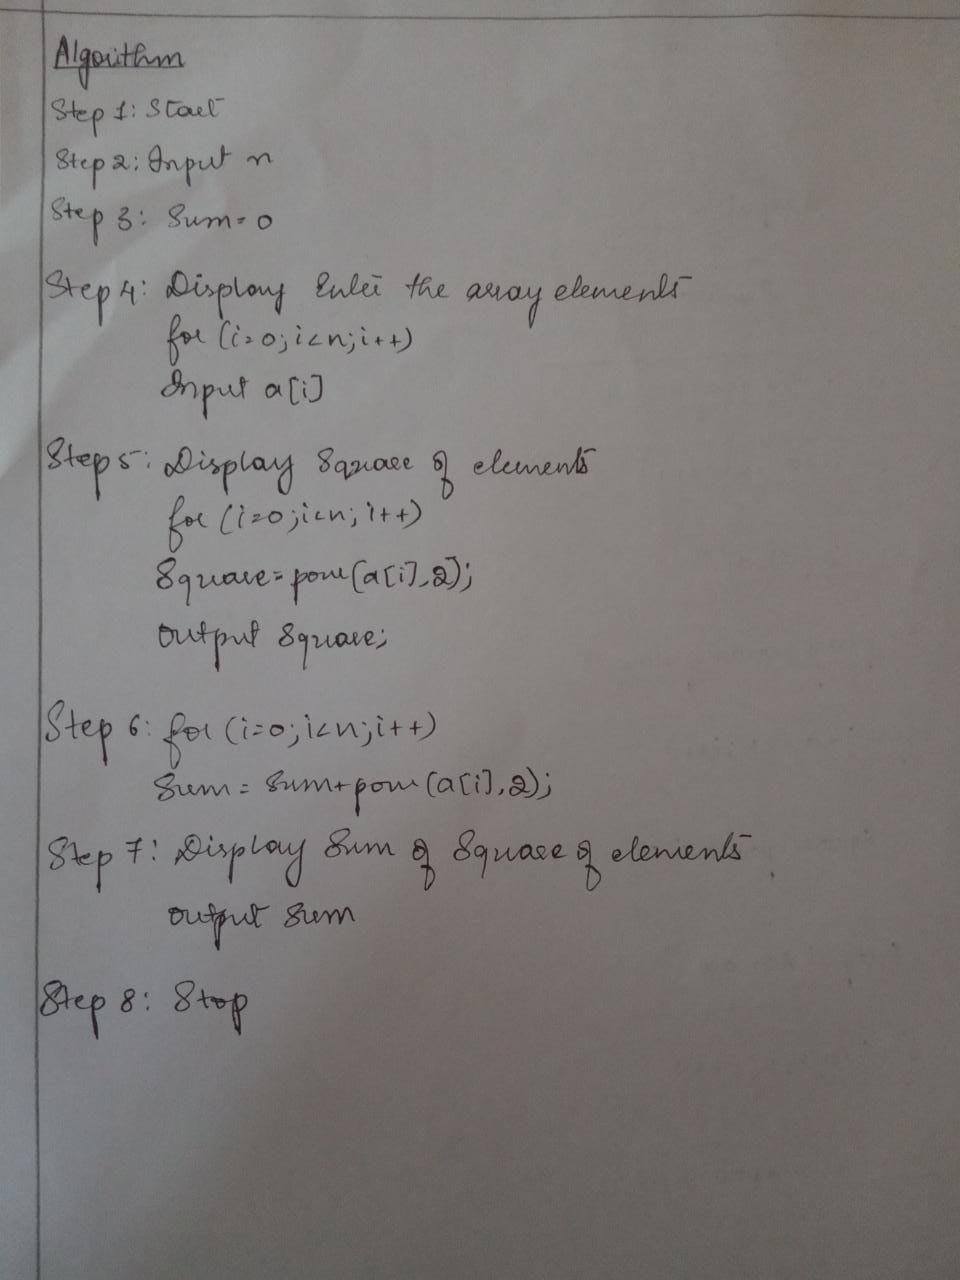 Algorithm
Step 1: Start
Step 2: Input n
Step 3: Sum=0
Step 4: Display Enter the array elements
for (i=0;i<n;i++)
Input a[i]
Step 5: Display Square of elements
for (i=0;i<n;i++)
Square=pow(a[i],2);
output Square;
Step 6: for (i=0;i<n;i++)
Sum = Sum+pow(a[i],2);
Step 7: Display Sum of Square of elements
output Sum
Step 8: Stop